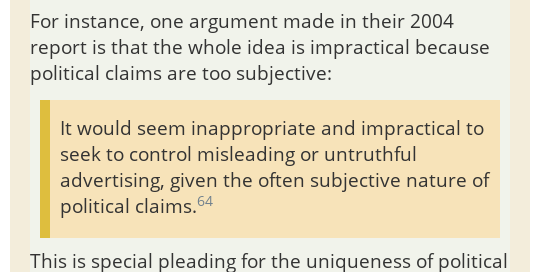 For instance, one argument made in their 2004
report is that the whole idea is impractical because
political claims are too subjective:
It would seem inappropriate and impractical to
seek to control misleading or untruthful
advertising, given the often subjective nature of
political claims.64
This is special pleading for the uniqueness of political